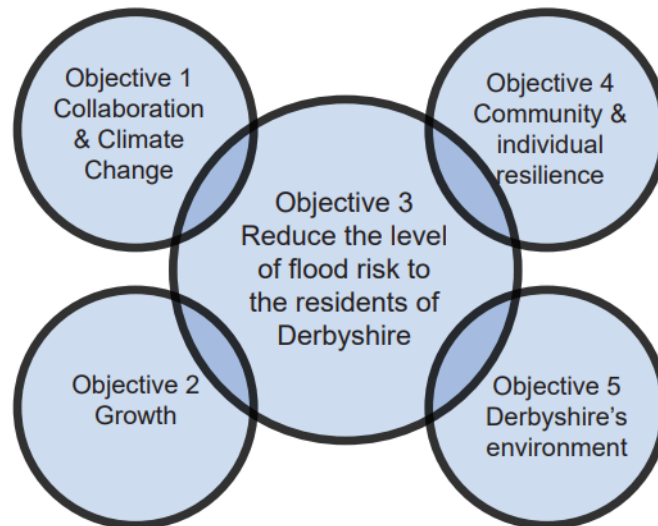 Objective 1
Collaboration
& Climate
Change
Objective 4
Community &
individual
resilience
Objective 3
Reduce the level
of flood risk to
the residents of
Derbyshire
Objective 2
Growth
Objective 5
Derbyshire's
environment